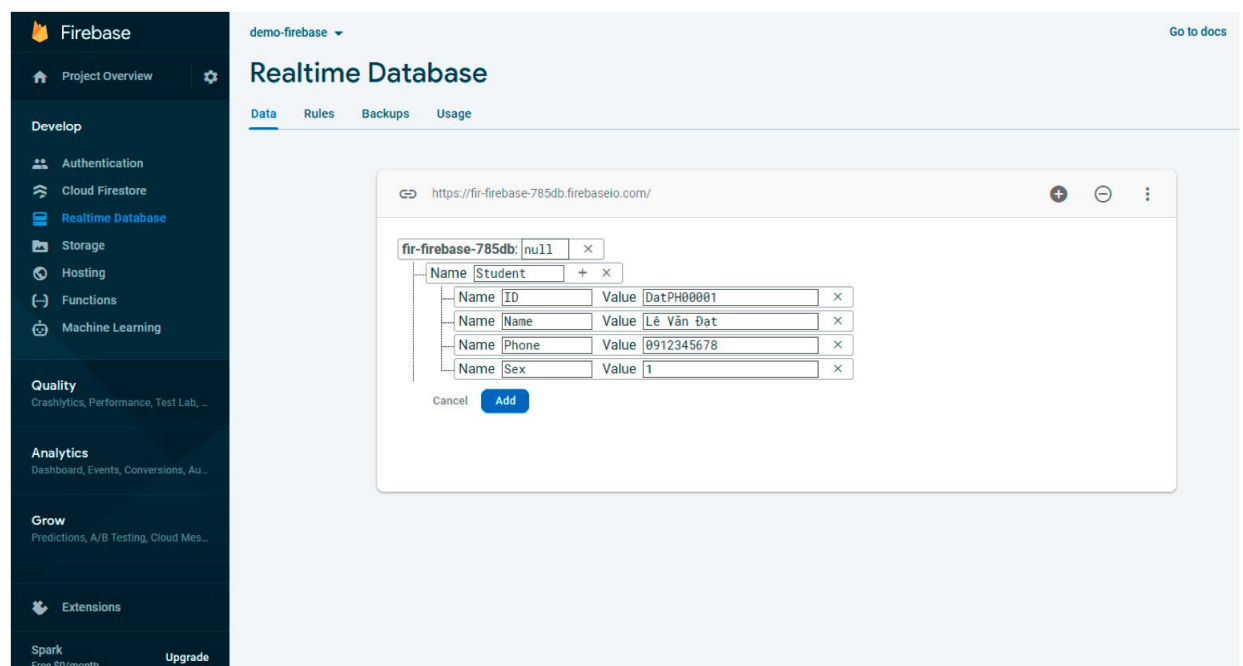 Firebase
Project Overview
Develop
Authentication
Cloud Firestore
Realtime Database
Storage
Hosting
Functions
Machine Learning
Quality
Crashlytics, Performance, Test Lab, …
Analytics
Dashboard, Events, Conversions, Au…
Grow
Predictions, A/B Testing, Cloud Mes…
Extensions
Spark
Free $0/month
Upgrade
demo-firebase
Go to docs
Realtime Database
Data Rules Backups Usage
https://fir-firebase-785db.firebaseio.com/
fir-firebase-785db: null ×
Name Student + ×
Name ID Value DatPH00001 ×
Name Name Value Lê Văn Đạt ×
Name Phone Value 0912345678 ×
Name Sex Value 1 ×
Cancel Add